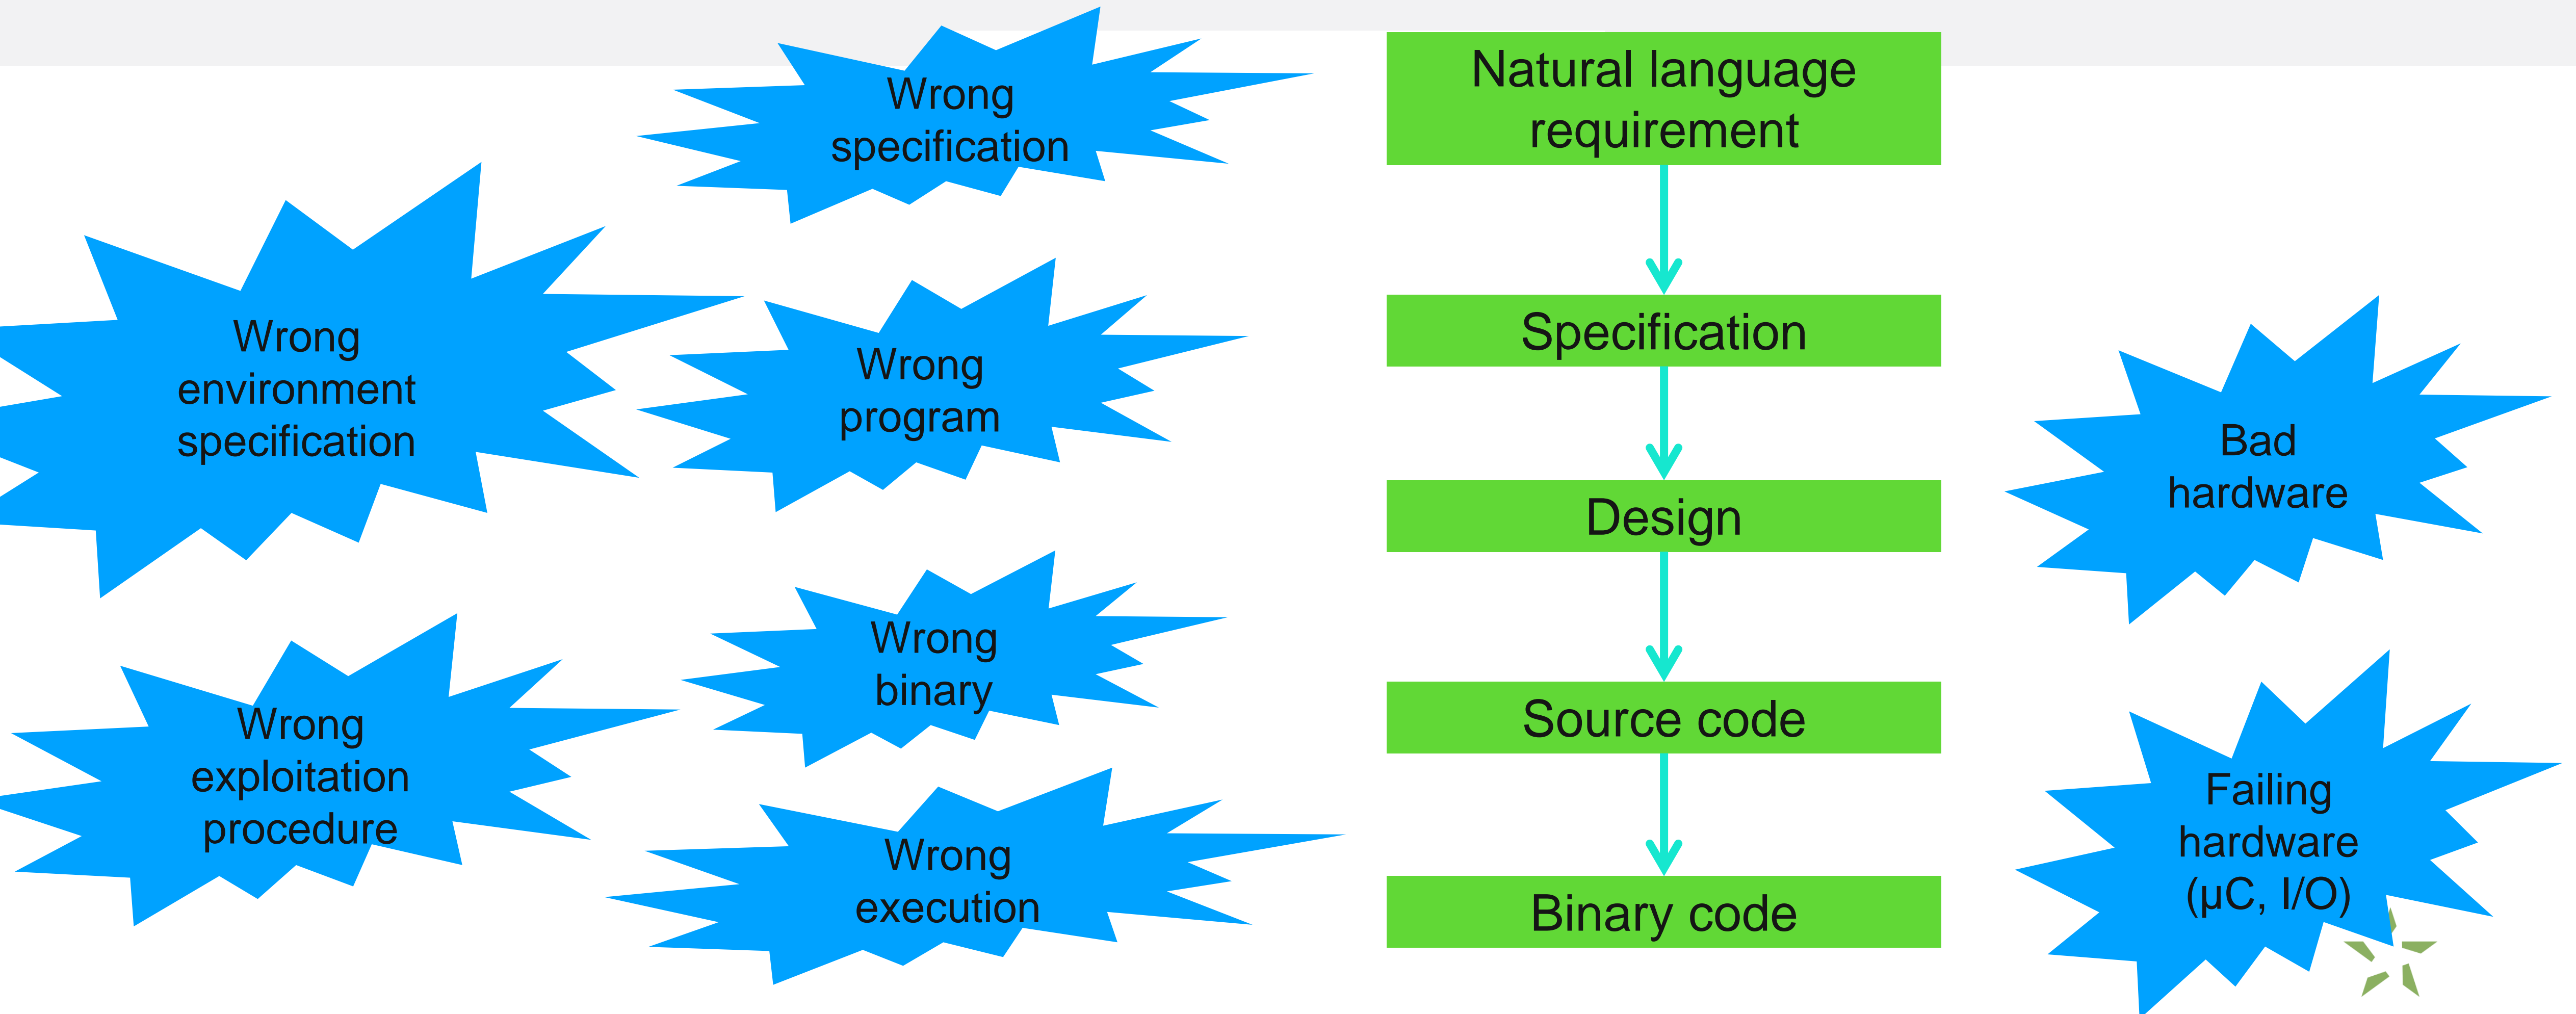 Wrong
specification
Natural language
requirement
Wrong
environment
specification
Wrong
program
Specification
Bad
hardware
Design
Wrong
binary
Wrong
exploitation
procedure
Source code
Failing
hardware
(µC, I/O)
Wrong
execution
Binary code